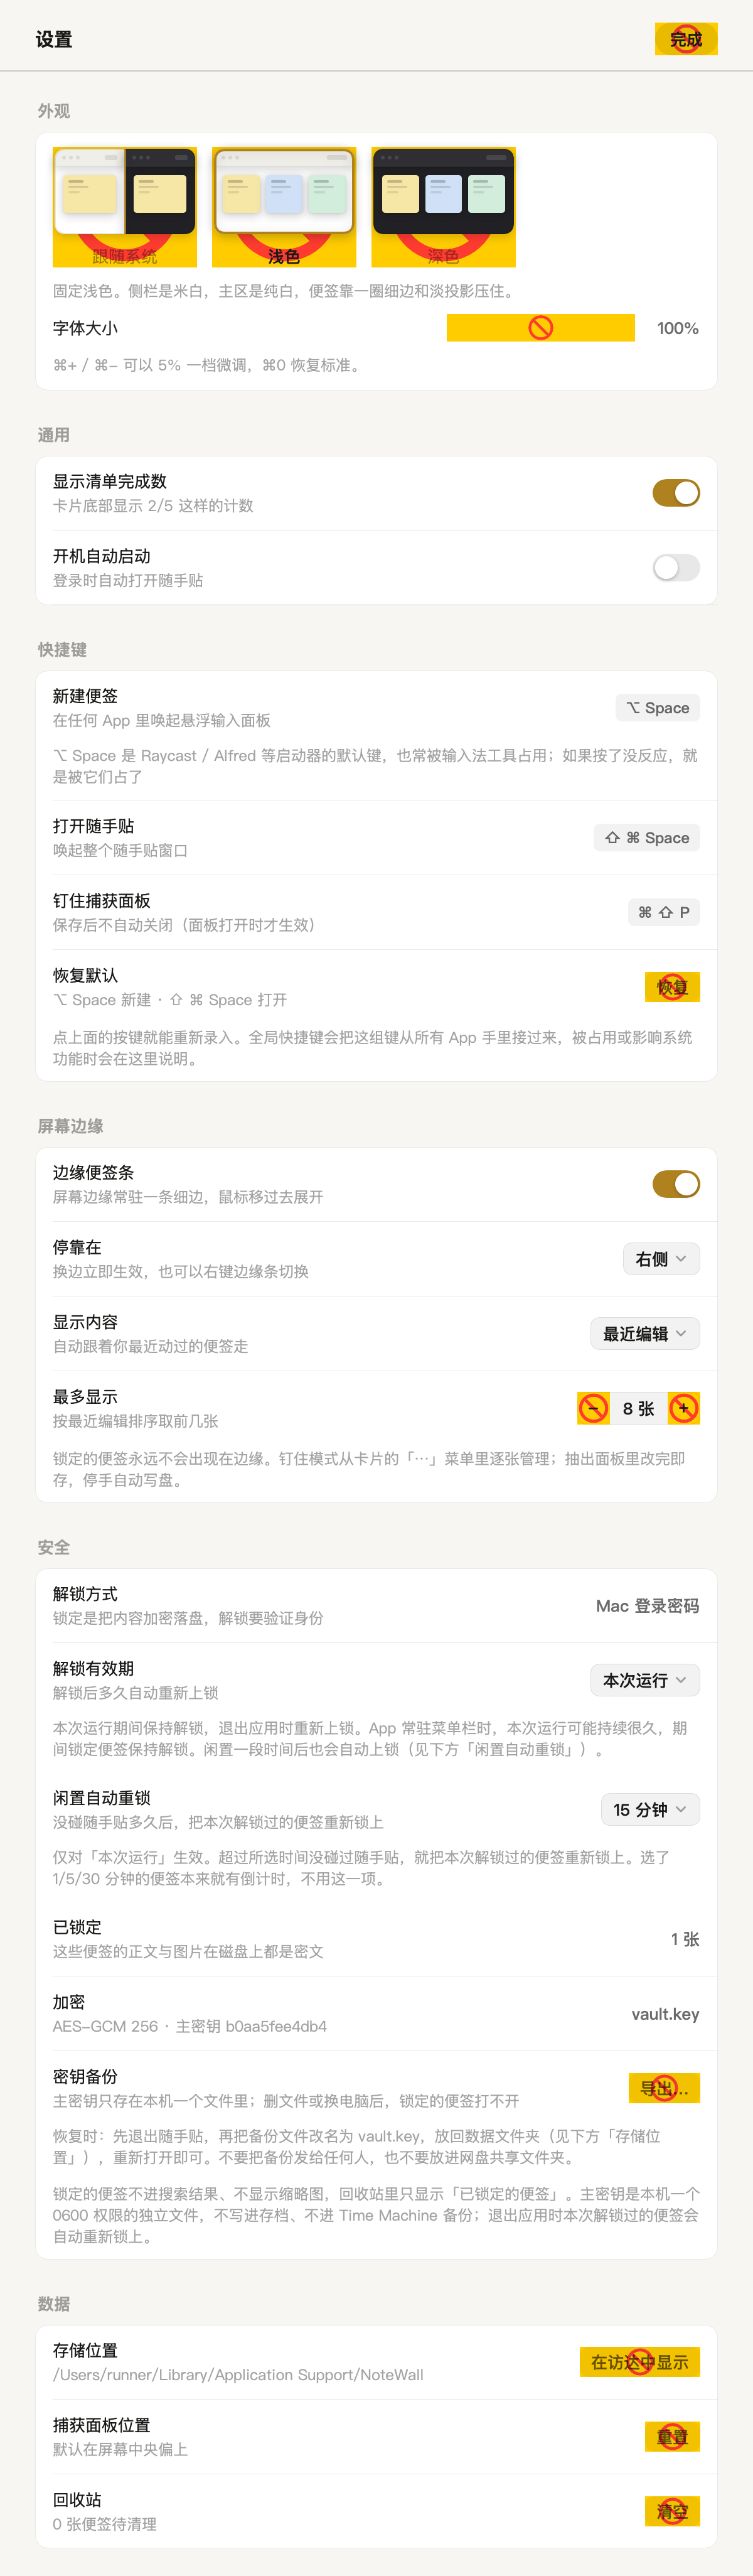 设置
完成
外观
跟随系统
浅色
深色
固定浅色。侧栏是米白，主区是纯白，便签靠一圈细边和淡投影压住。
字体大小
100%
⌘+ / ⌘− 可以 5% 一档微调，⌘0 恢复标准。
通用
显示清单完成数
卡片底部显示 2/5 这样的计数
开机自动启动
登录时自动打开随手贴
快捷键
新建便签
在任何 App 里唤起悬浮输入面板
⌥ Space
⌥ Space 是 Raycast / Alfred 等启动器的默认键，也常被输入法工具占用；如果按了没反应，就
是被它们占了
打开随手贴
唤起整个随手贴窗口
⇧ ⌘ Space
钉住捕获面板
保存后不自动关闭（面板打开时才生效）
⌘ ⇧ P
恢复默认
⌥ Space 新建 · ⇧ ⌘ Space 打开
恢复
点上面的按键就能重新录入。全局快捷键会把这组键从所有 App 手里接过来，被占用或影响系统
功能时会在这里说明。
屏幕边缘
边缘便签条
屏幕边缘常驻一条细边，鼠标移过去展开
停靠在
换边立即生效，也可以右键边缘条切换
右侧
显示内容
自动跟着你最近动过的便签走
最近编辑
最多显示
按最近编辑排序取前几张
− 8 张 +
锁定的便签永远不会出现在边缘。钉住模式从卡片的「⋯」菜单里逐张管理；抽出面板里改完即
存，停手自动写盘。
安全
解锁方式
锁定是把内容加密落盘，解锁要验证身份
Mac 登录密码
解锁有效期
解锁后多久自动重新上锁
本次运行
本次运行期间保持解锁，退出应用时重新上锁。App 常驻菜单栏时，本次运行可能持续很久，期
间锁定便签保持解锁。闲置一段时间后也会自动上锁（见下方「闲置自动重锁」）。
闲置自动重锁
没碰随手贴多久后，把本次解锁过的便签重新锁上
15 分钟
仅对「本次运行」生效。超过所选时间没碰过随手贴，就把本次解锁过的便签重新锁上。选了
1/5/30 分钟的便签本来就有倒计时，不用这一项。
已锁定
这些便签的正文与图片在磁盘上都是密文
1 张
加密
AES-GCM 256 · 主密钥 b0aa5fee4db4
vault.key
密钥备份
主密钥只存在本机一个文件里；删文件或换电脑后，锁定的便签打不开
导出…
恢复时：先退出随手贴，再把备份文件改名为 vault.key，放回数据文件夹（见下方「存储位
置」），重新打开即可。不要把备份发给任何人，也不要放进网盘共享文件夹。
锁定的便签不进搜索结果、不显示缩略图，回收站里只显示「已锁定的便签」。主密钥是本机一个
0600 权限的独立文件，不写进存档、不进 Time Machine 备份；退出应用时本次解锁过的便签会
自动重新锁上。
数据
存储位置
/Users/runner/Library/Application Support/NoteWall
在访达中显示
捕获面板位置
默认在屏幕中央偏上
重置
回收站
0 张便签待清理
清空